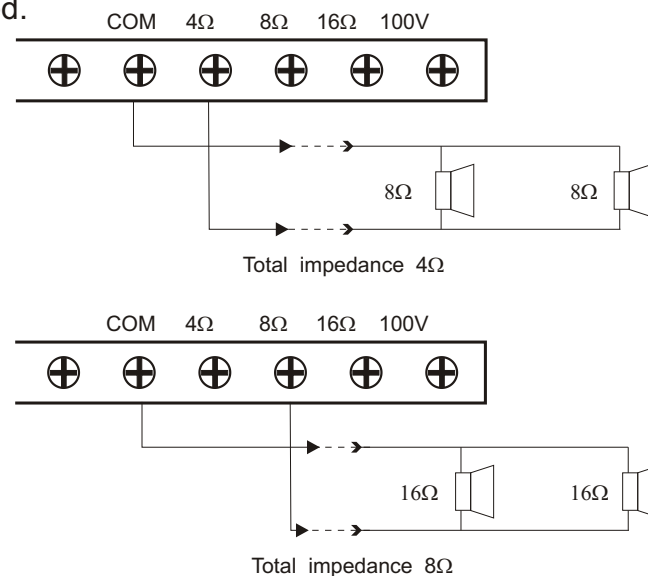 d.
COM 4Ω 8Ω 16Ω 100V
8Ω 8Ω
Total impedance 4Ω
COM 4Ω 8Ω 16Ω 100V
16Ω 16Ω
Total impedance 8Ω